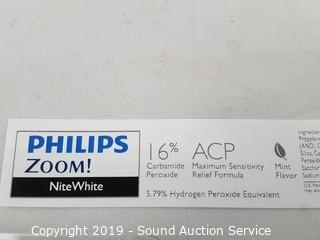 PHILIPS
ZOOM!
NiteWhite
16% ACP
Carbamide Maximum Sensitivity
Peroxide Relief Formula
5.79% Hydrogen Peroxide Equivalent
Mint
Flavor
Copyright 2019 - Sound Auction Service